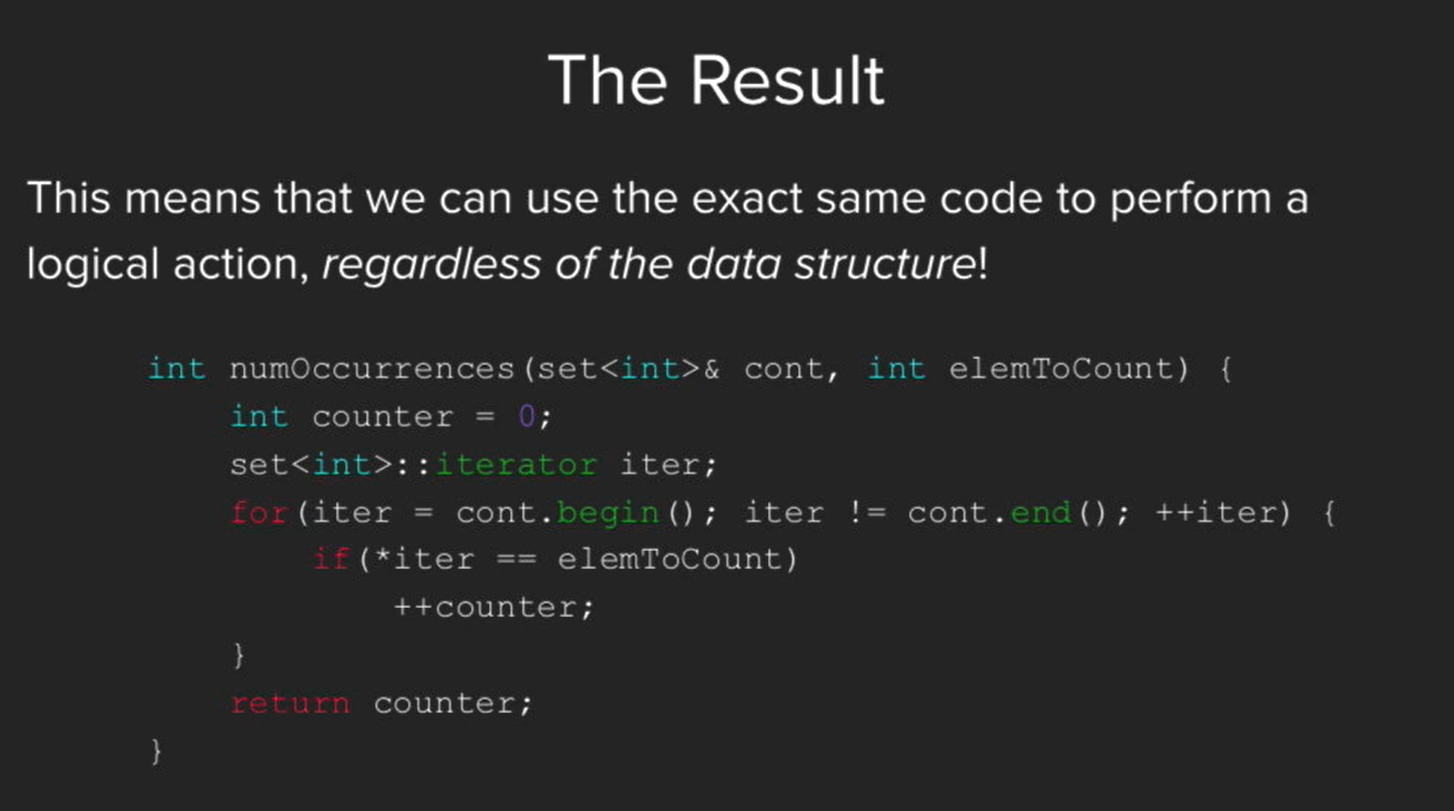 The Result
This means that we can use the exact same code to perform a
logical action, regardless of the data structure!
int numOccurrences(set<int>& cont, int elemToCount) {
    int counter = 0;
    set<int>::iterator iter;
    for(iter = cont.begin(); iter != cont.end(); ++iter) {
        if(*iter == elemToCount)
            ++counter;
    }
    return counter;
}